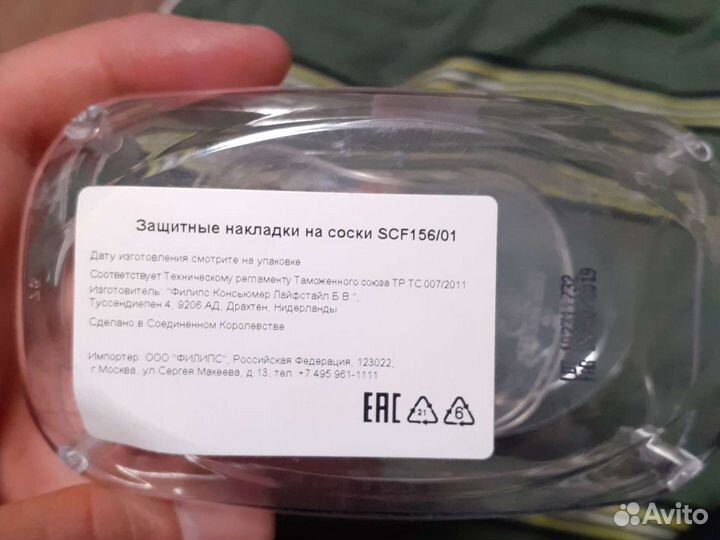 Защитные накладки на соски SCF156/01
Дату изготовления смотрите на упаковке
Соответствует Техническому регламенту Таможенного союза ТР ТС 007/2011
Изготовитель: "Филипс Консьюмер Лайфстайл Б.В.",
Туссендиепен 4, 9206 АД, Драхтен, Нидерланды
Сделано в Соединенном Королевстве
Импортер ООО "ФИЛИПС", Российская Федерация, 123022,
г.Москва, ул.Сергея Макеева, д.13, тел. +7 495 961-1111
EAC 21 6
732
2019
Avito